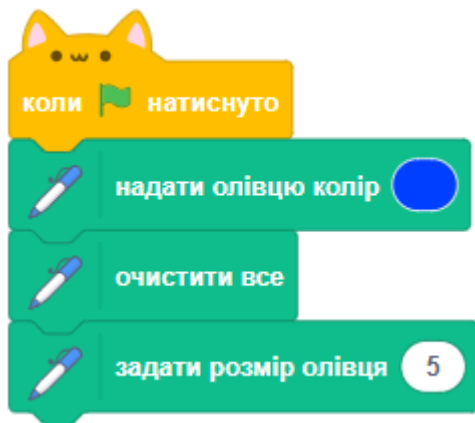 коли натиснуто
надати олівцю колір
очистити все
задати розмір олівця 5